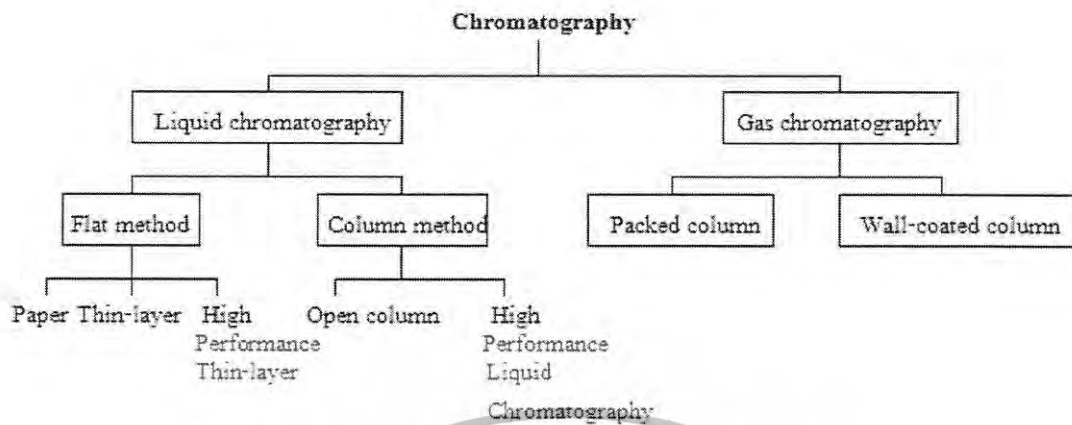 Chromatography
Liquid chromatography
Gas chromatography
Flat method
Column method
Packed column
Wall-coated column
Paper Thin-layer
High
Performance
Thin-layer
Open column
High
Performance
Liquid
Chromatography